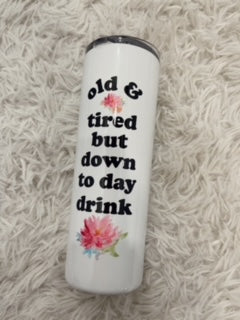 old &
tired
but
down
to day
drink